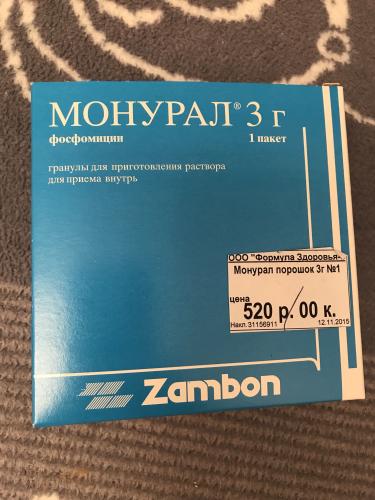 МОНУРАЛ® 3 г
фосфомицин 1 пакет
гранулы для приготовления раствора
для приема внутрь
ООО "Формула Здоровья-
Монурал порошок 3г №1
цена
520 р. 00 к.
Накл.31156911 12.11.2015
Zambon